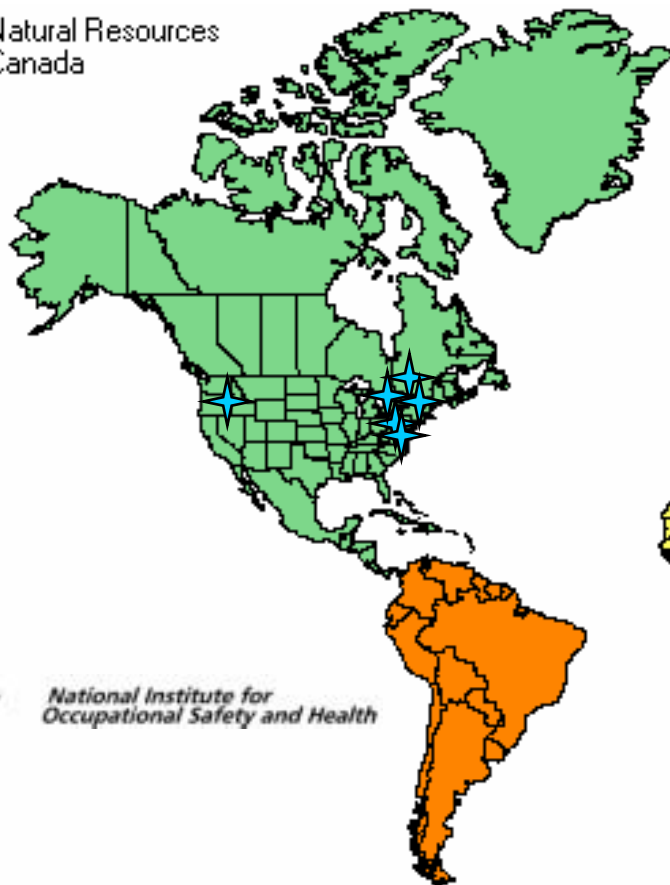 Natural Resources
Canada
National Institute for
Occupational Safety and Health